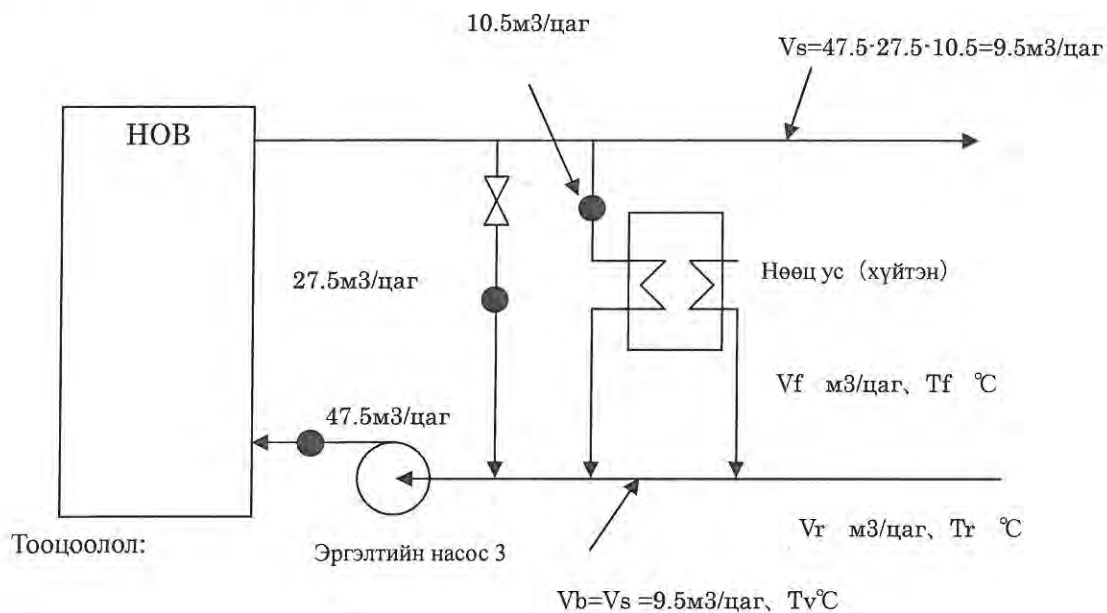 10.5м3/цаг
Vs=47.5-27.5-10.5=9.5м3/цаг
НОВ
Нөөц ус (хүйтэн)
27.5м3/цаг
Vf м3/цаг、Tf ℃
47.5м3/цаг
Vr м3/цаг、Tr ℃
Тооцоолол:
Эргэлтийн насос 3
Vb=Vs =9.5м3/цаг、Tv℃